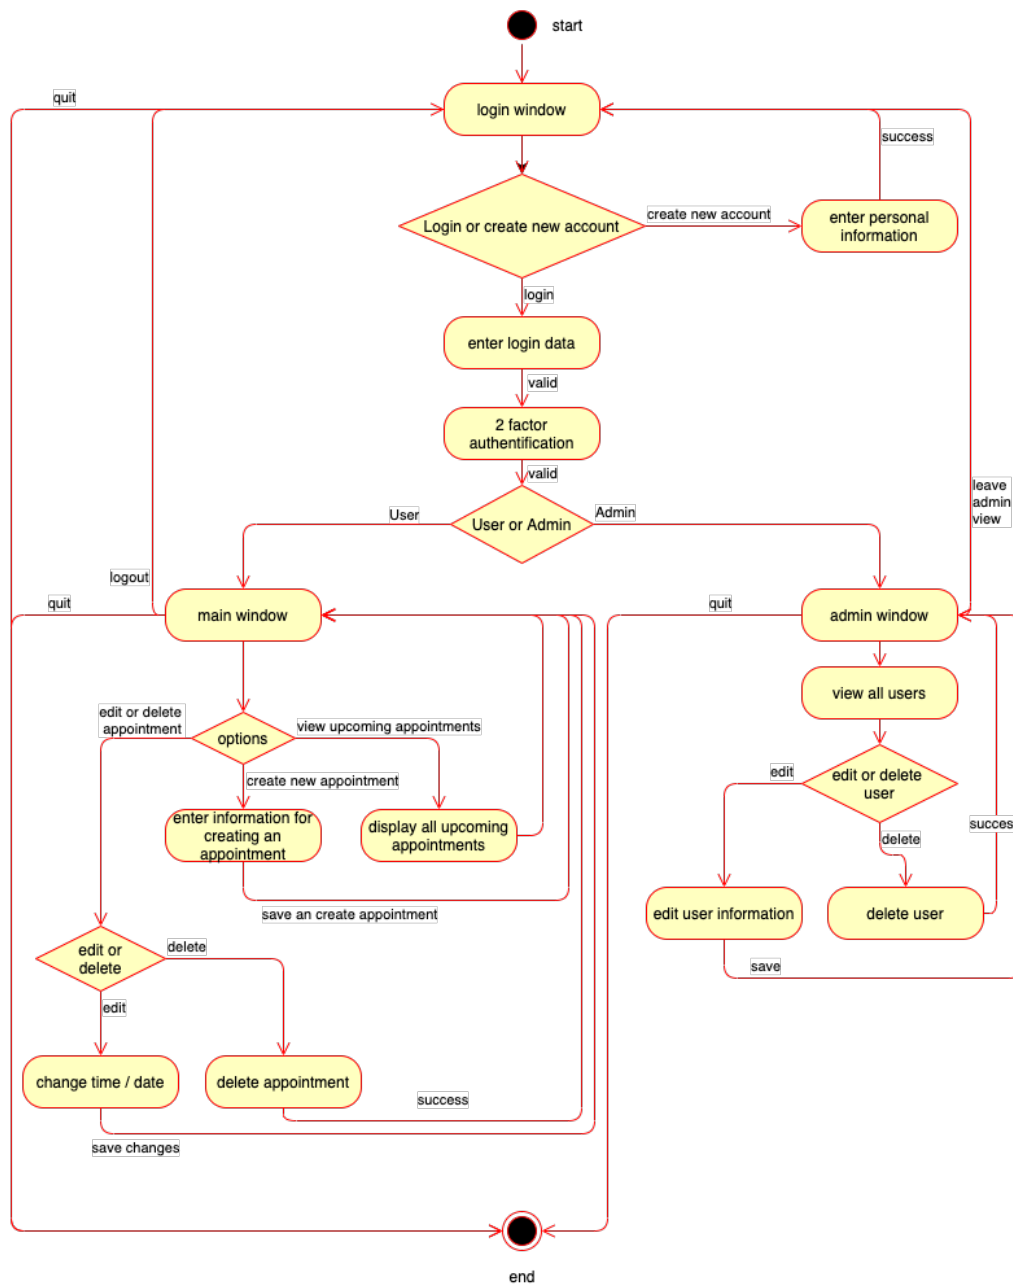 start
quit
login window
success
Login or create new account
create new account
enter personal
information
login
enter login data
valid
2 factor
authentification
valid
leave
admin
view
User
User or Admin
Admin
logout
quit
main window
quit
admin window
view all users
edit or delete
appointment
view upcoming appointments
options
create new appointment
edit
edit or delete
user
enter information for
creating an
appointment
display all upcoming
appointments
success
delete
save an create appointment
edit user information
delete user
edit or
delete
delete
save
edit
change time / date
delete appointment
success
save changes
end